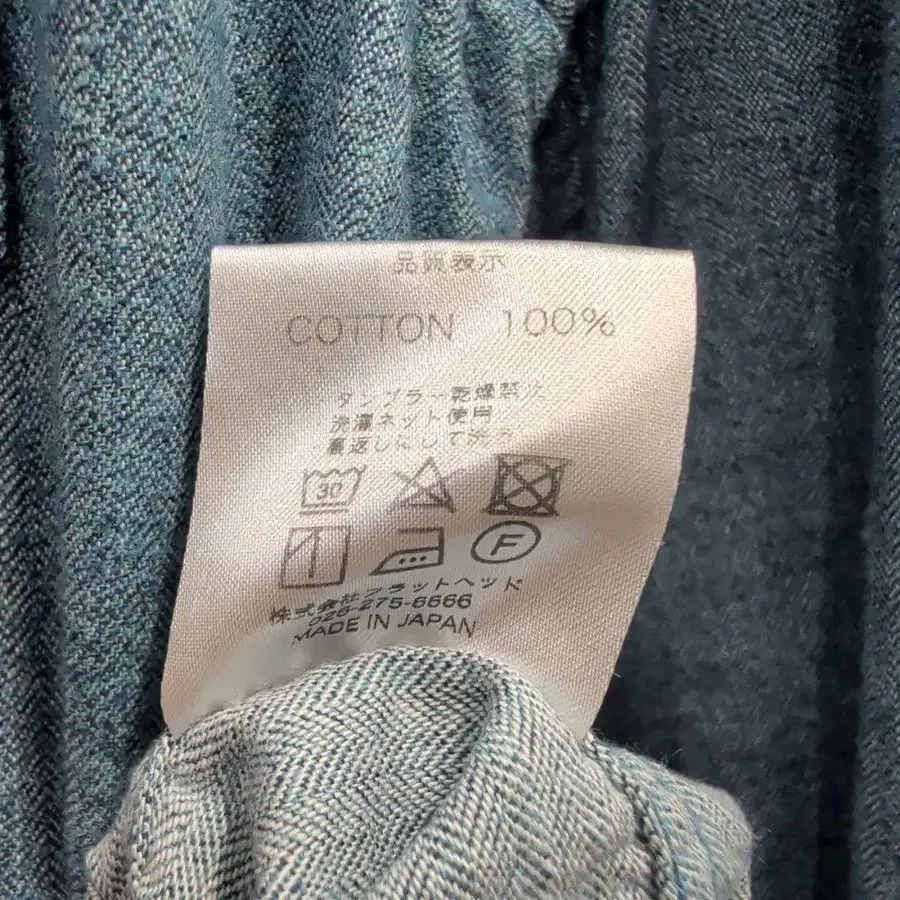 品質表示
COTTON 100%
タンブラー乾燥禁止
洗濯ネット使用
裏返しにして洗う
30
F
株式会社フラットヘッド
026-275-6666
MADE IN JAPAN